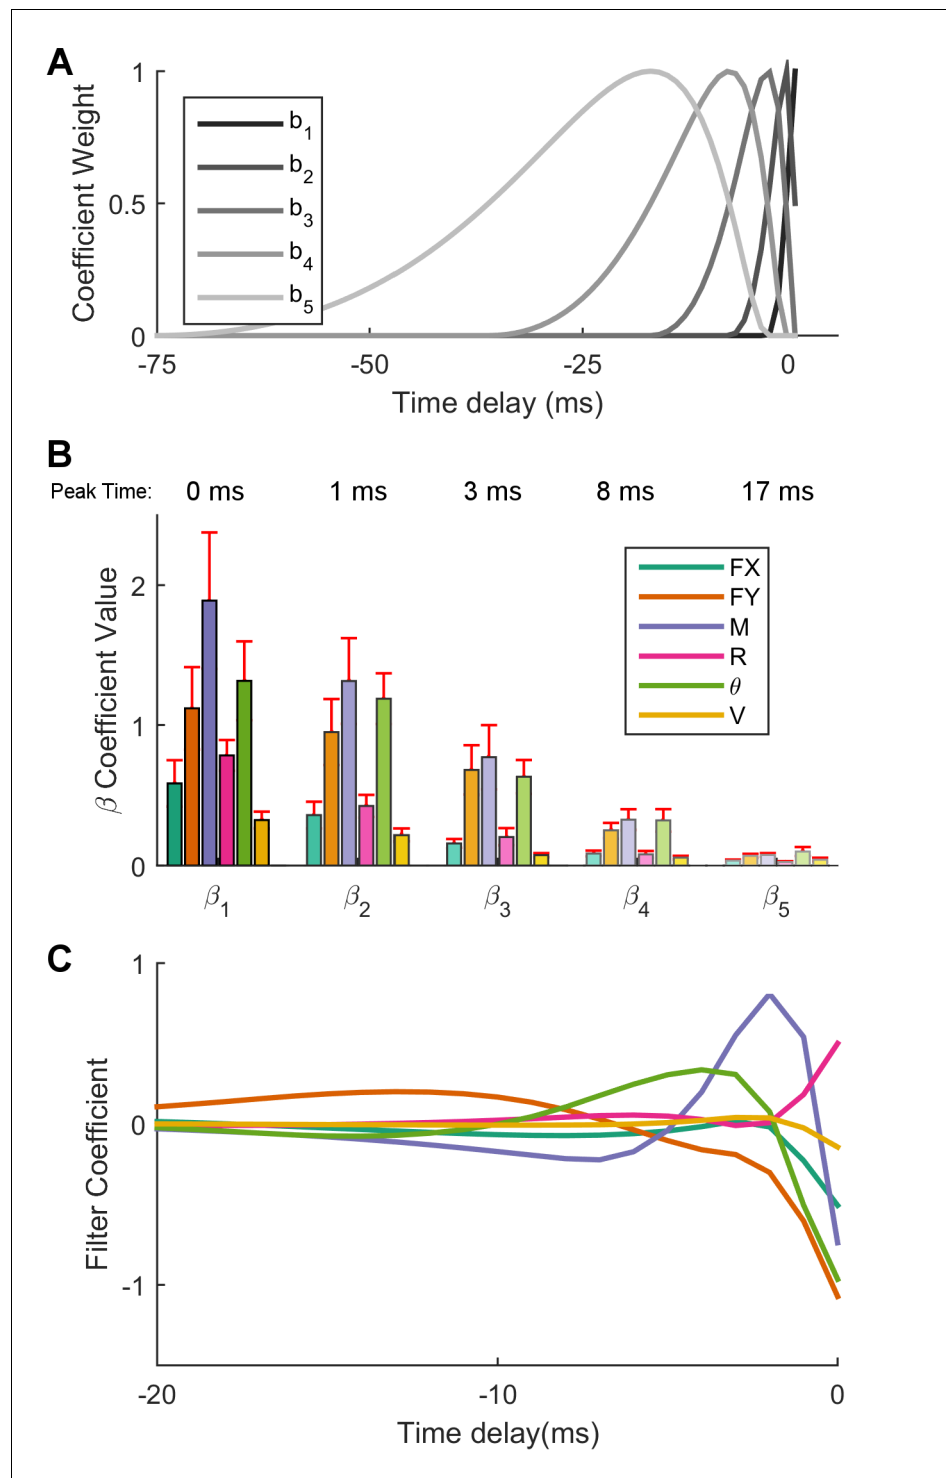 A
Coefficient Weight
1
0.5
0
b1
b2
b3
b4
b5
-75 -50 -25 0
Time delay (ms)
B
Peak Time: 0 ms 1 ms 3 ms 8 ms 17 ms
β Coefficient Value
2
1
0
FX
FY
M
R
θ
V
β1 β2 β3 β4 β5
C
Filter Coefficient
1
0
-1
-20 -10 0
Time delay(ms)